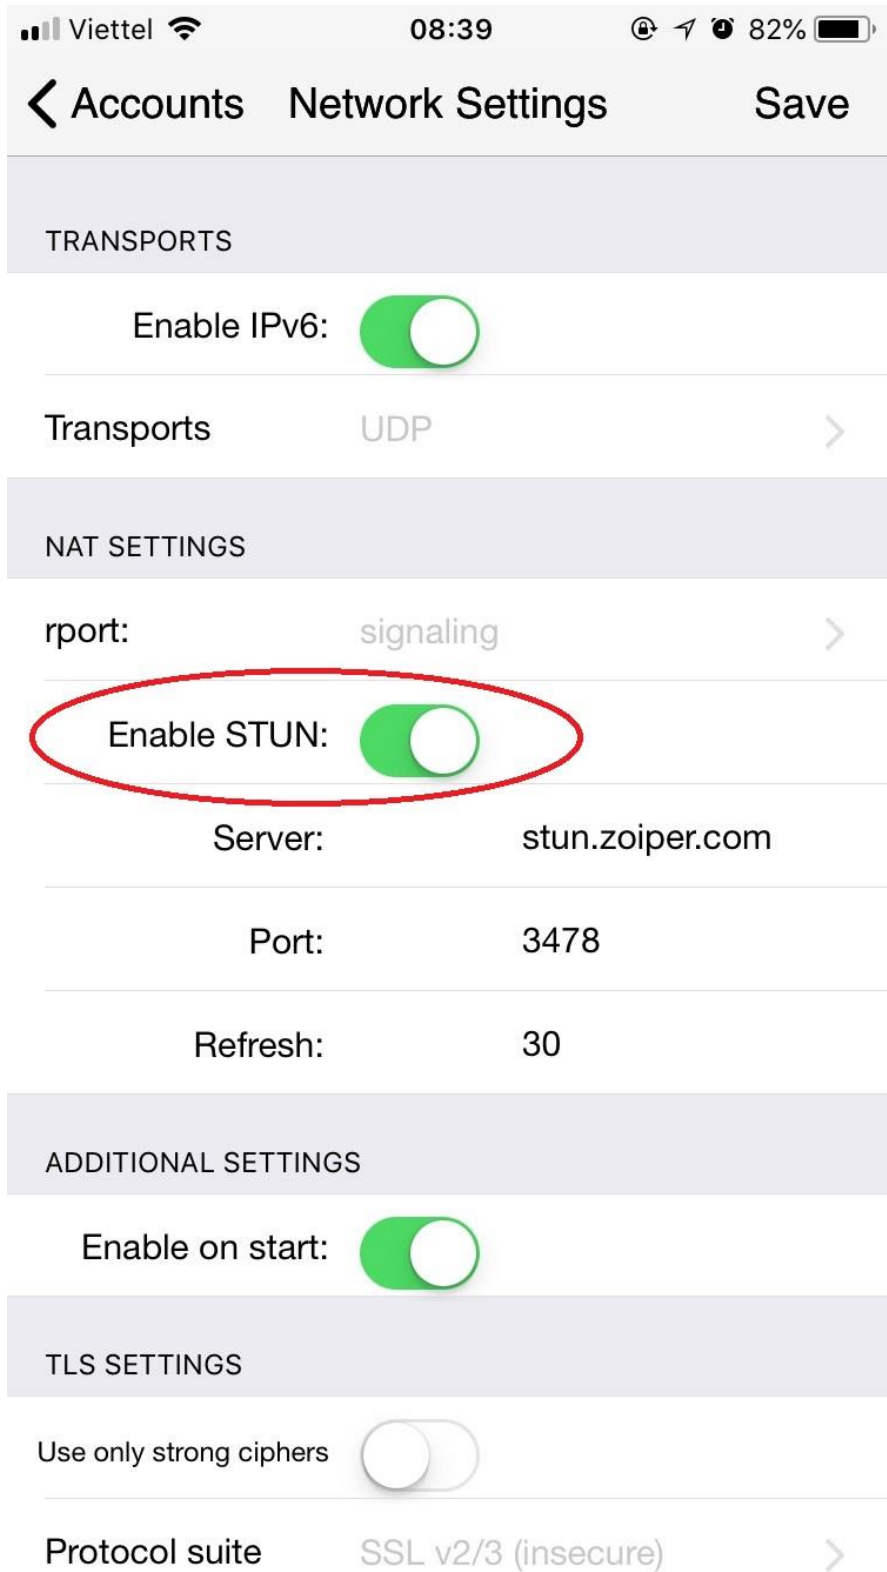 Viettel 08:39 82%
Accounts Network Settings Save
TRANSPORTS
Enable IPv6:
Transports UDP
NAT SETTINGS
rport: signaling
Enable STUN:
Server: stun.zoiper.com
Port: 3478
Refresh: 30
ADDITIONAL SETTINGS
Enable on start:
TLS SETTINGS
Use only strong ciphers
Protocol suite SSL v2/3 (insecure)